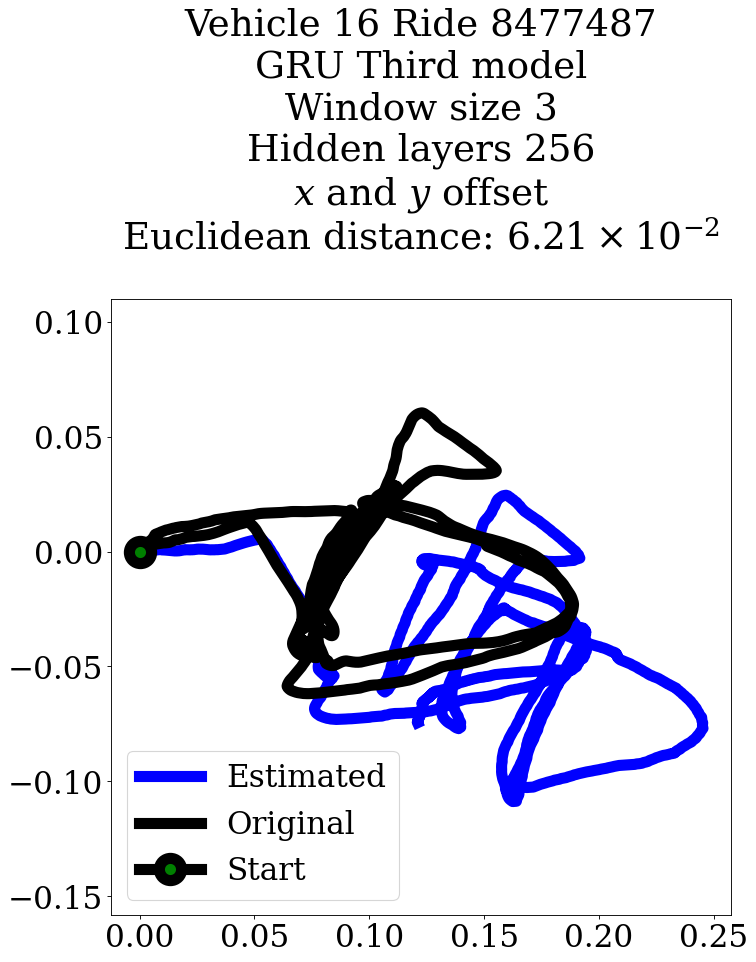 Vehicle 16 Ride 8477487
GRU Third model
Window size 3
Hidden layers 256
x and y offset
Euclidean distance: 6.21 × 10⁻²
0.10
0.05
0.00
−0.05
−0.10
−0.15
Estimated
Original
Start
0.00 0.05 0.10 0.15 0.20 0.25